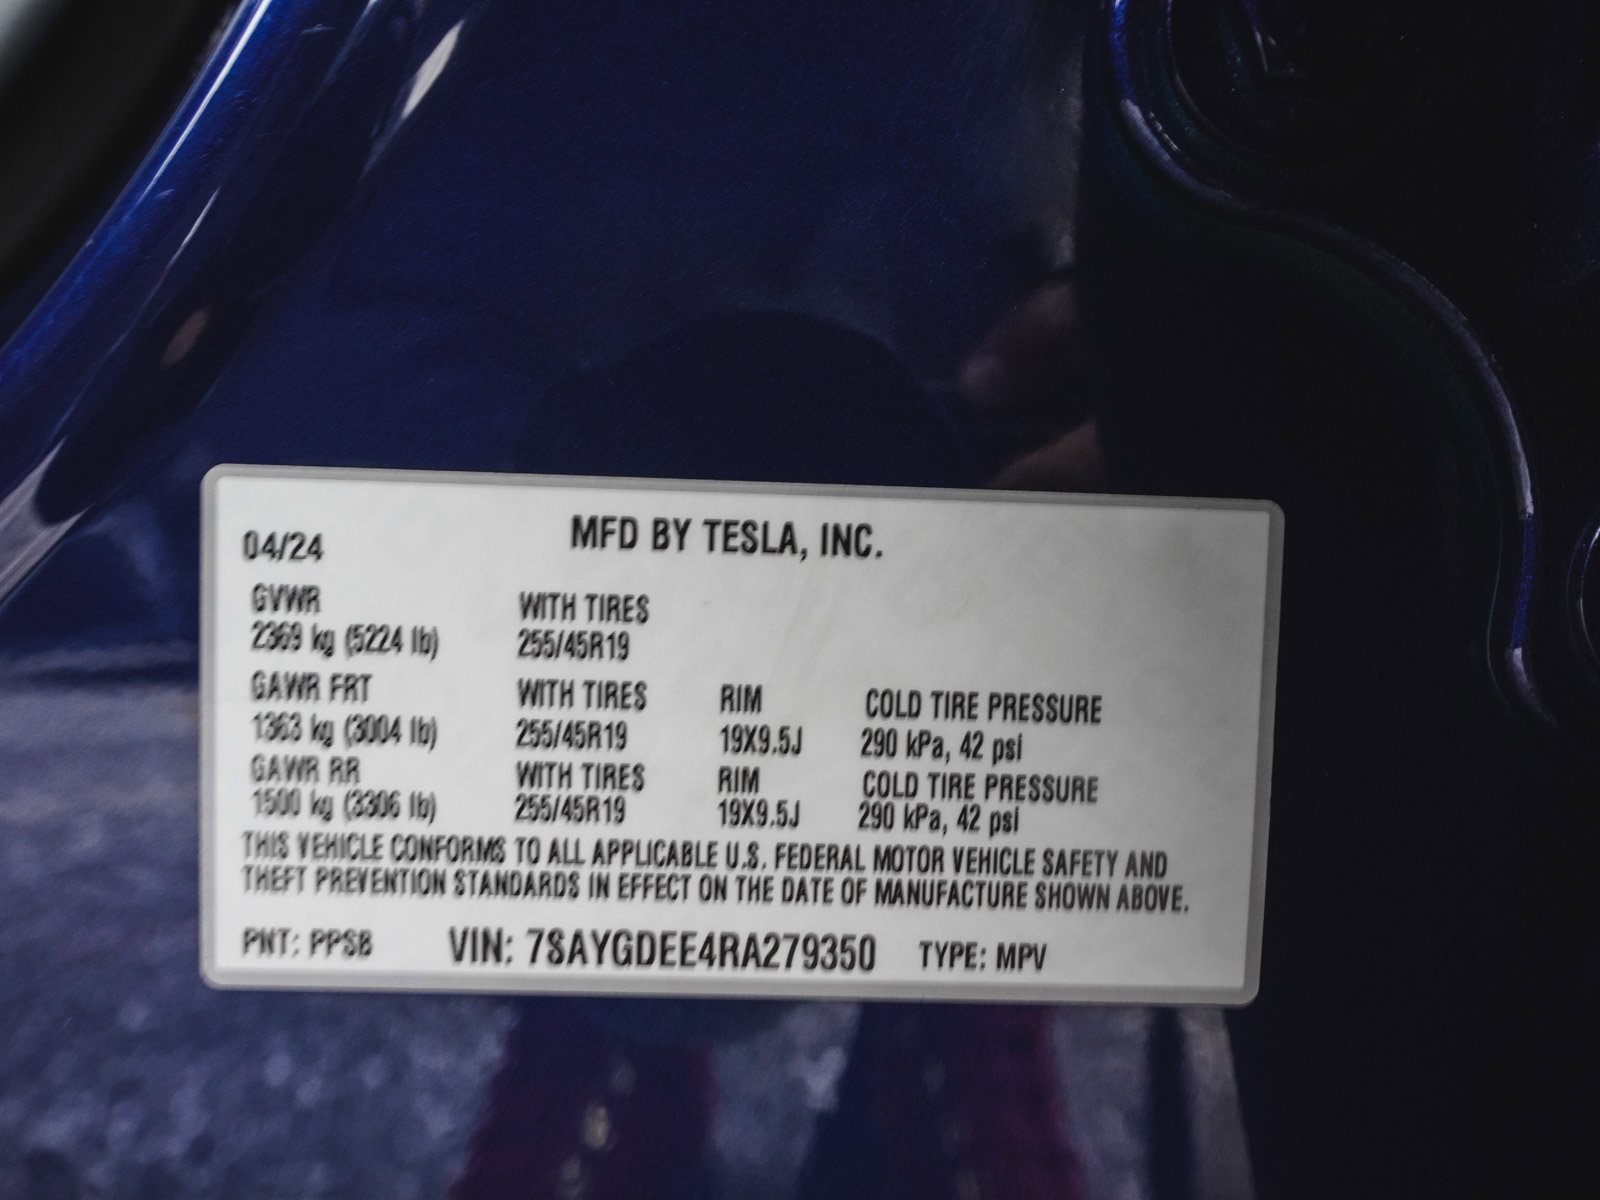 04/24 MFD BY TESLA, INC.
GVWR WITH TIRES
2369 kg (5224 lb) 255/45R19
GAWR FRT WITH TIRES RIM COLD TIRE PRESSURE
1363 kg (3004 lb) 255/45R19 19X9.5J 290 kPa, 42 psi
GAWR RR WITH TIRES RIM COLD TIRE PRESSURE
1500 kg (3306 lb) 255/45R19 19X9.5J 290 kPa, 42 psi
THIS VEHICLE CONFORMS TO ALL APPLICABLE U.S. FEDERAL MOTOR VEHICLE SAFETY AND
THEFT PREVENTION STANDARDS IN EFFECT ON THE DATE OF MANUFACTURE SHOWN ABOVE.
PNT: PPSB VIN: 7SAYGDEE4RA279350 TYPE: MPV